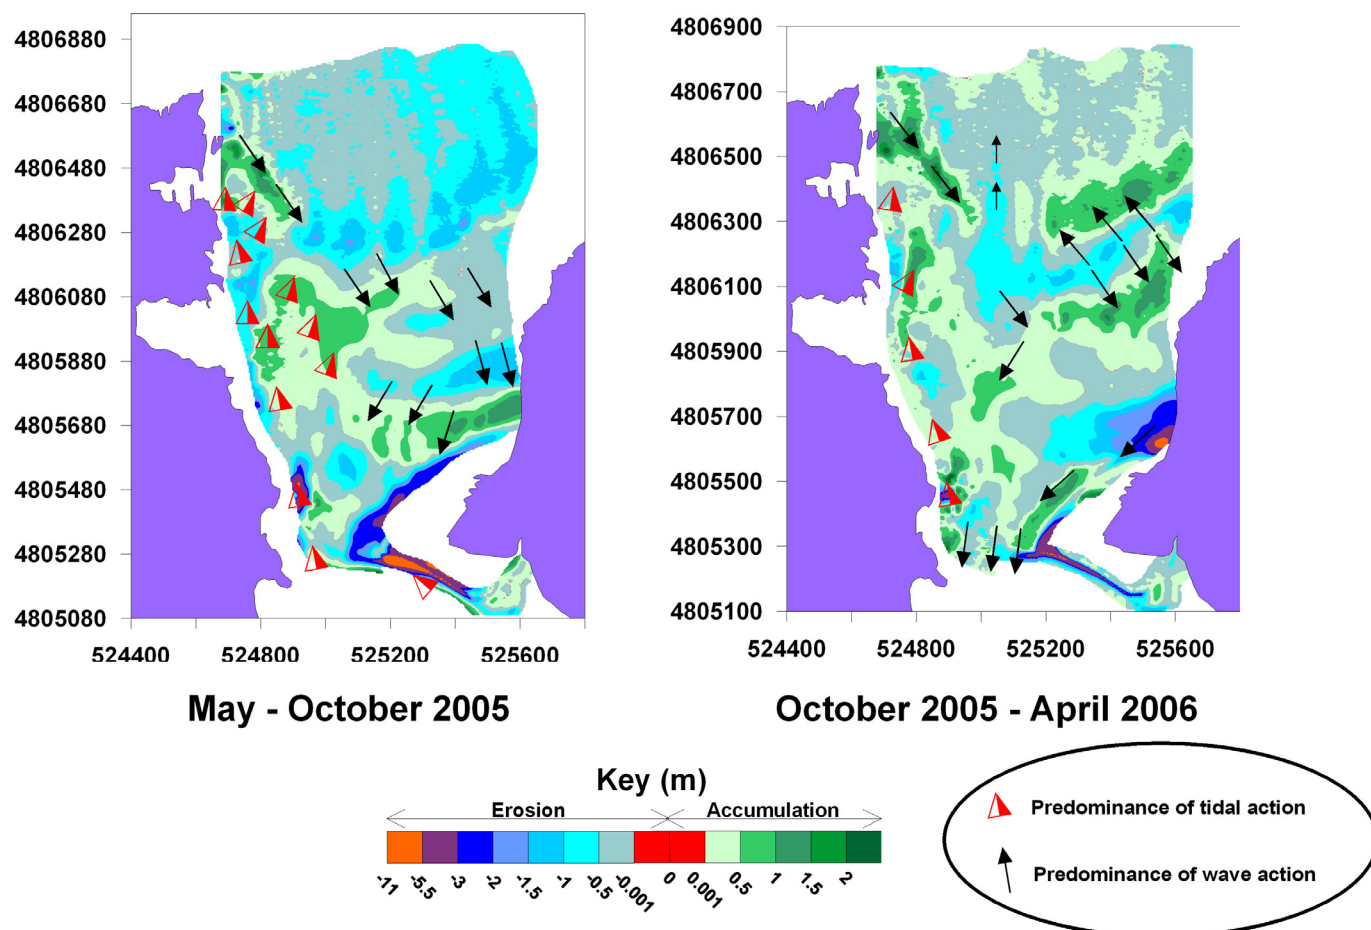 4806880
4806680
4806480
4806280
4806080
4805880
4805680
4805480
4805280
4805080
524400 524800 525200 525600
May - October 2005
4806900
4806700
4806500
4806300
4806100
4805900
4805700
4805500
4805300
4805100
524400 524800 525200 525600
October 2005 - April 2006
Key (m)
Erosion Accumulation
-11 -5.5 -3 -2 -1.5 -1 -0.5 -0.001 0 0.001 0.5 1 1.5 2
Predominance of tidal action
Predominance of wave action